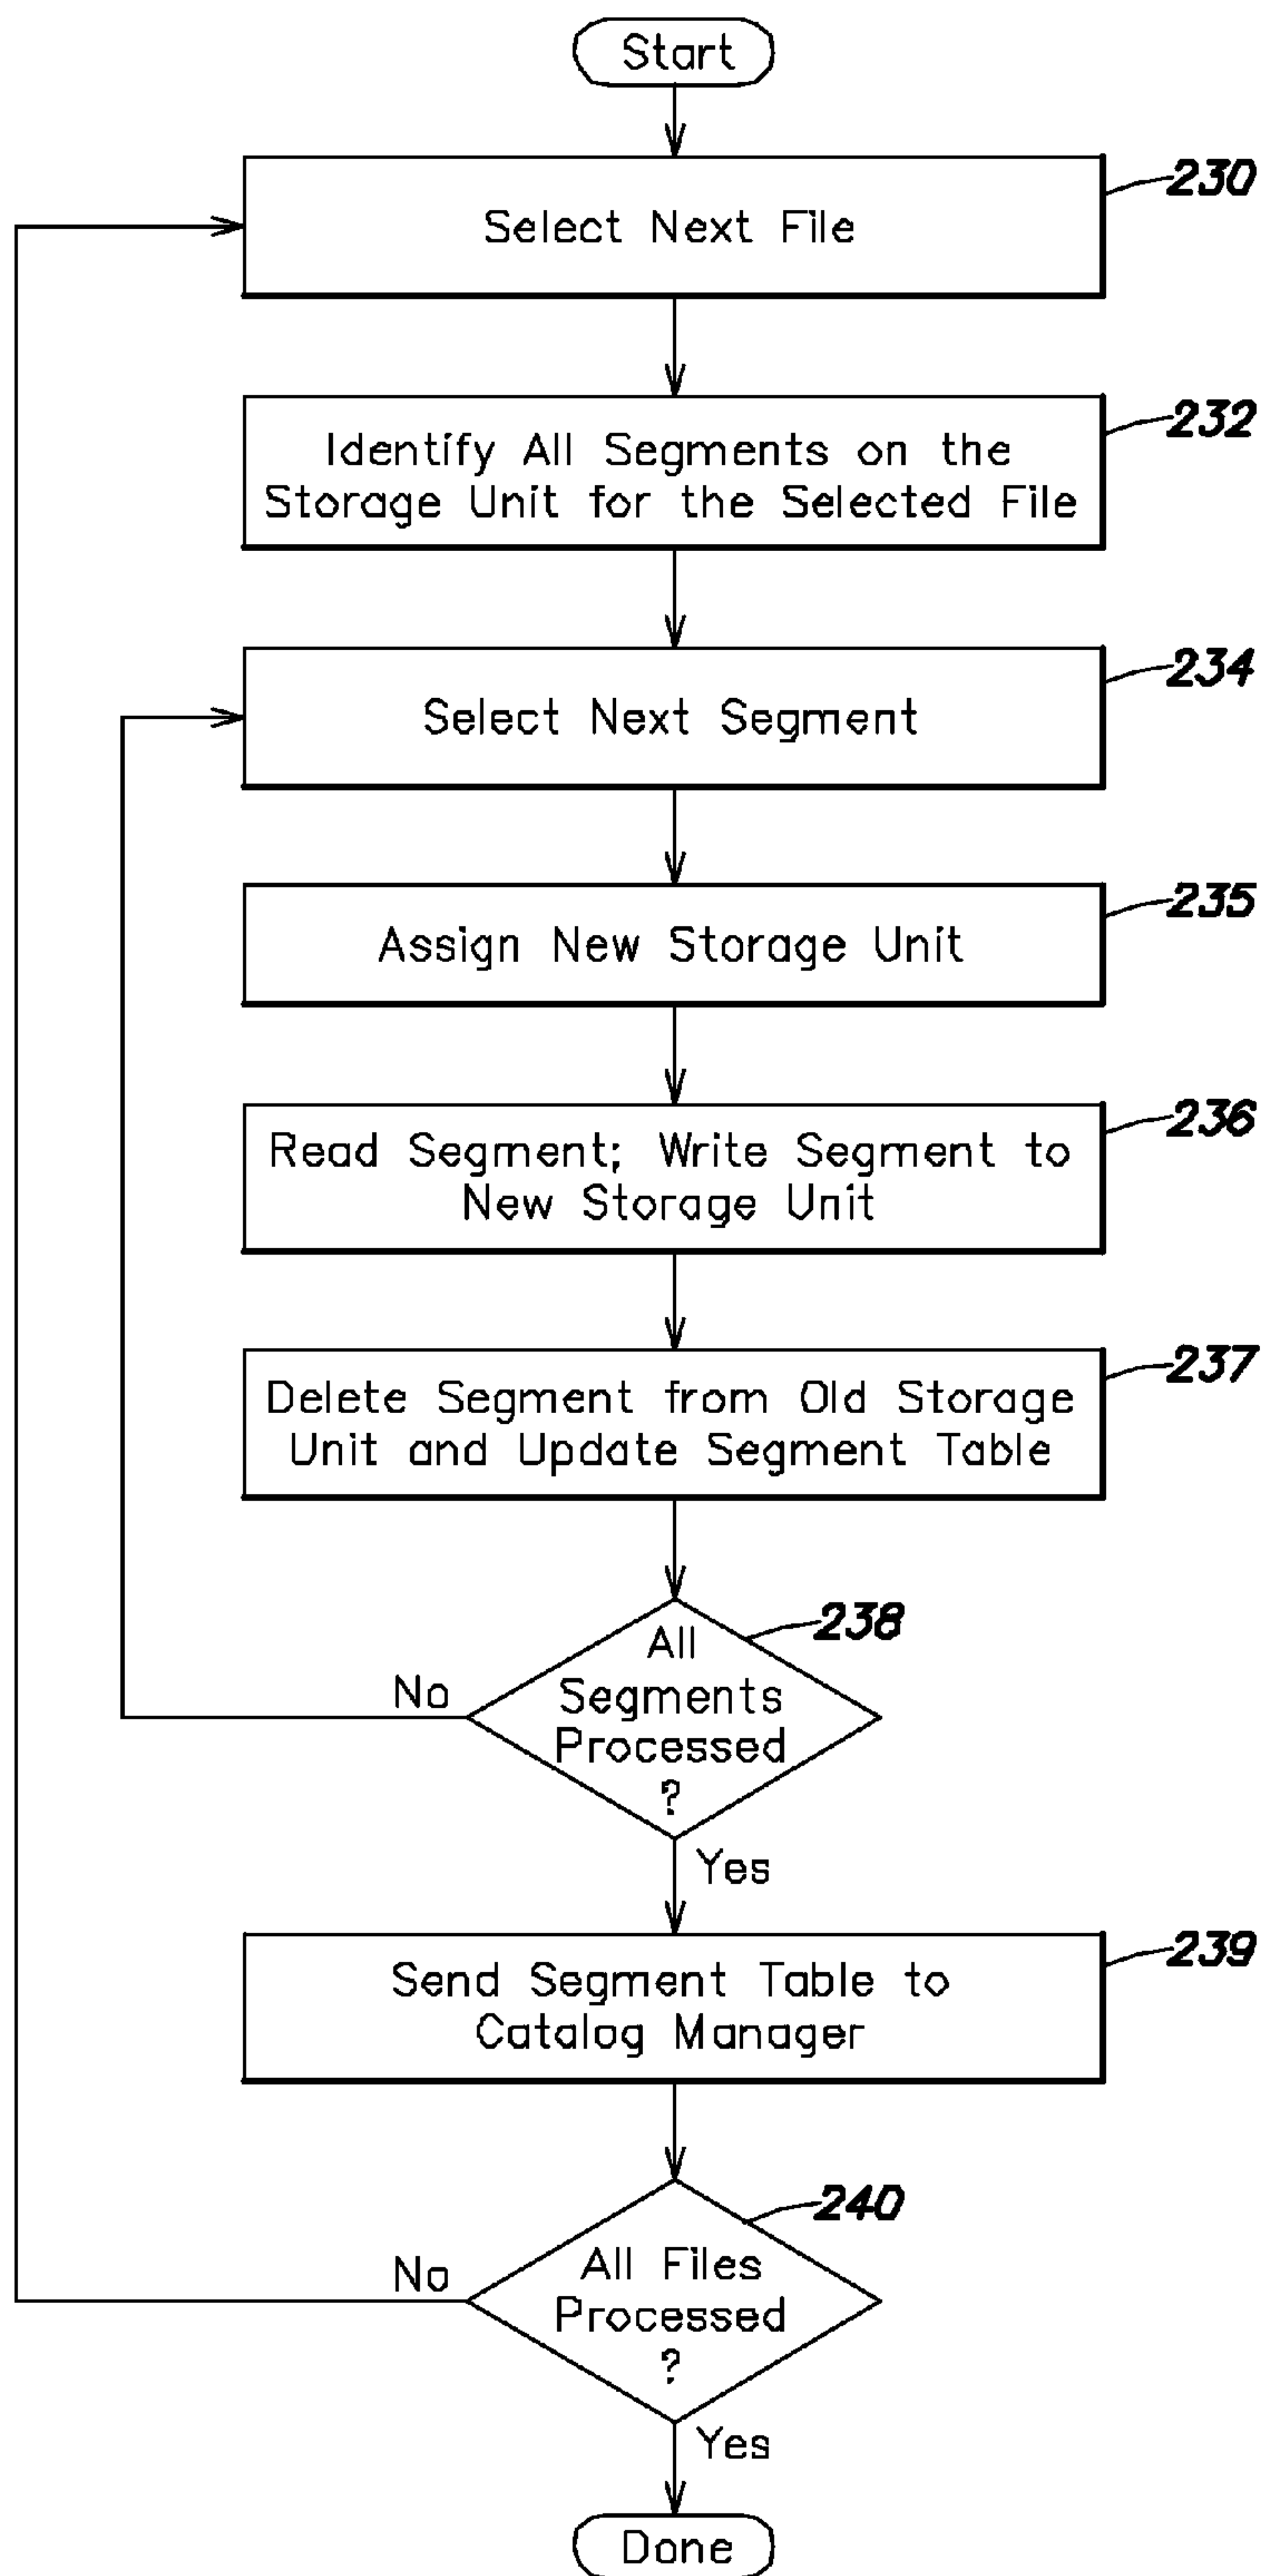 Start
230
Select Next File
232
Identify All Segments on the
Storage Unit for the Selected File
234
Select Next Segment
235
Assign New Storage Unit
236
Read Segment; Write Segment to
New Storage Unit
237
Delete Segment from Old Storage
Unit and Update Segment Table
238
All
Segments
Processed
?
No
Yes
239
Send Segment Table to
Catalog Manager
240
All Files
Processed
?
No
Yes
Done